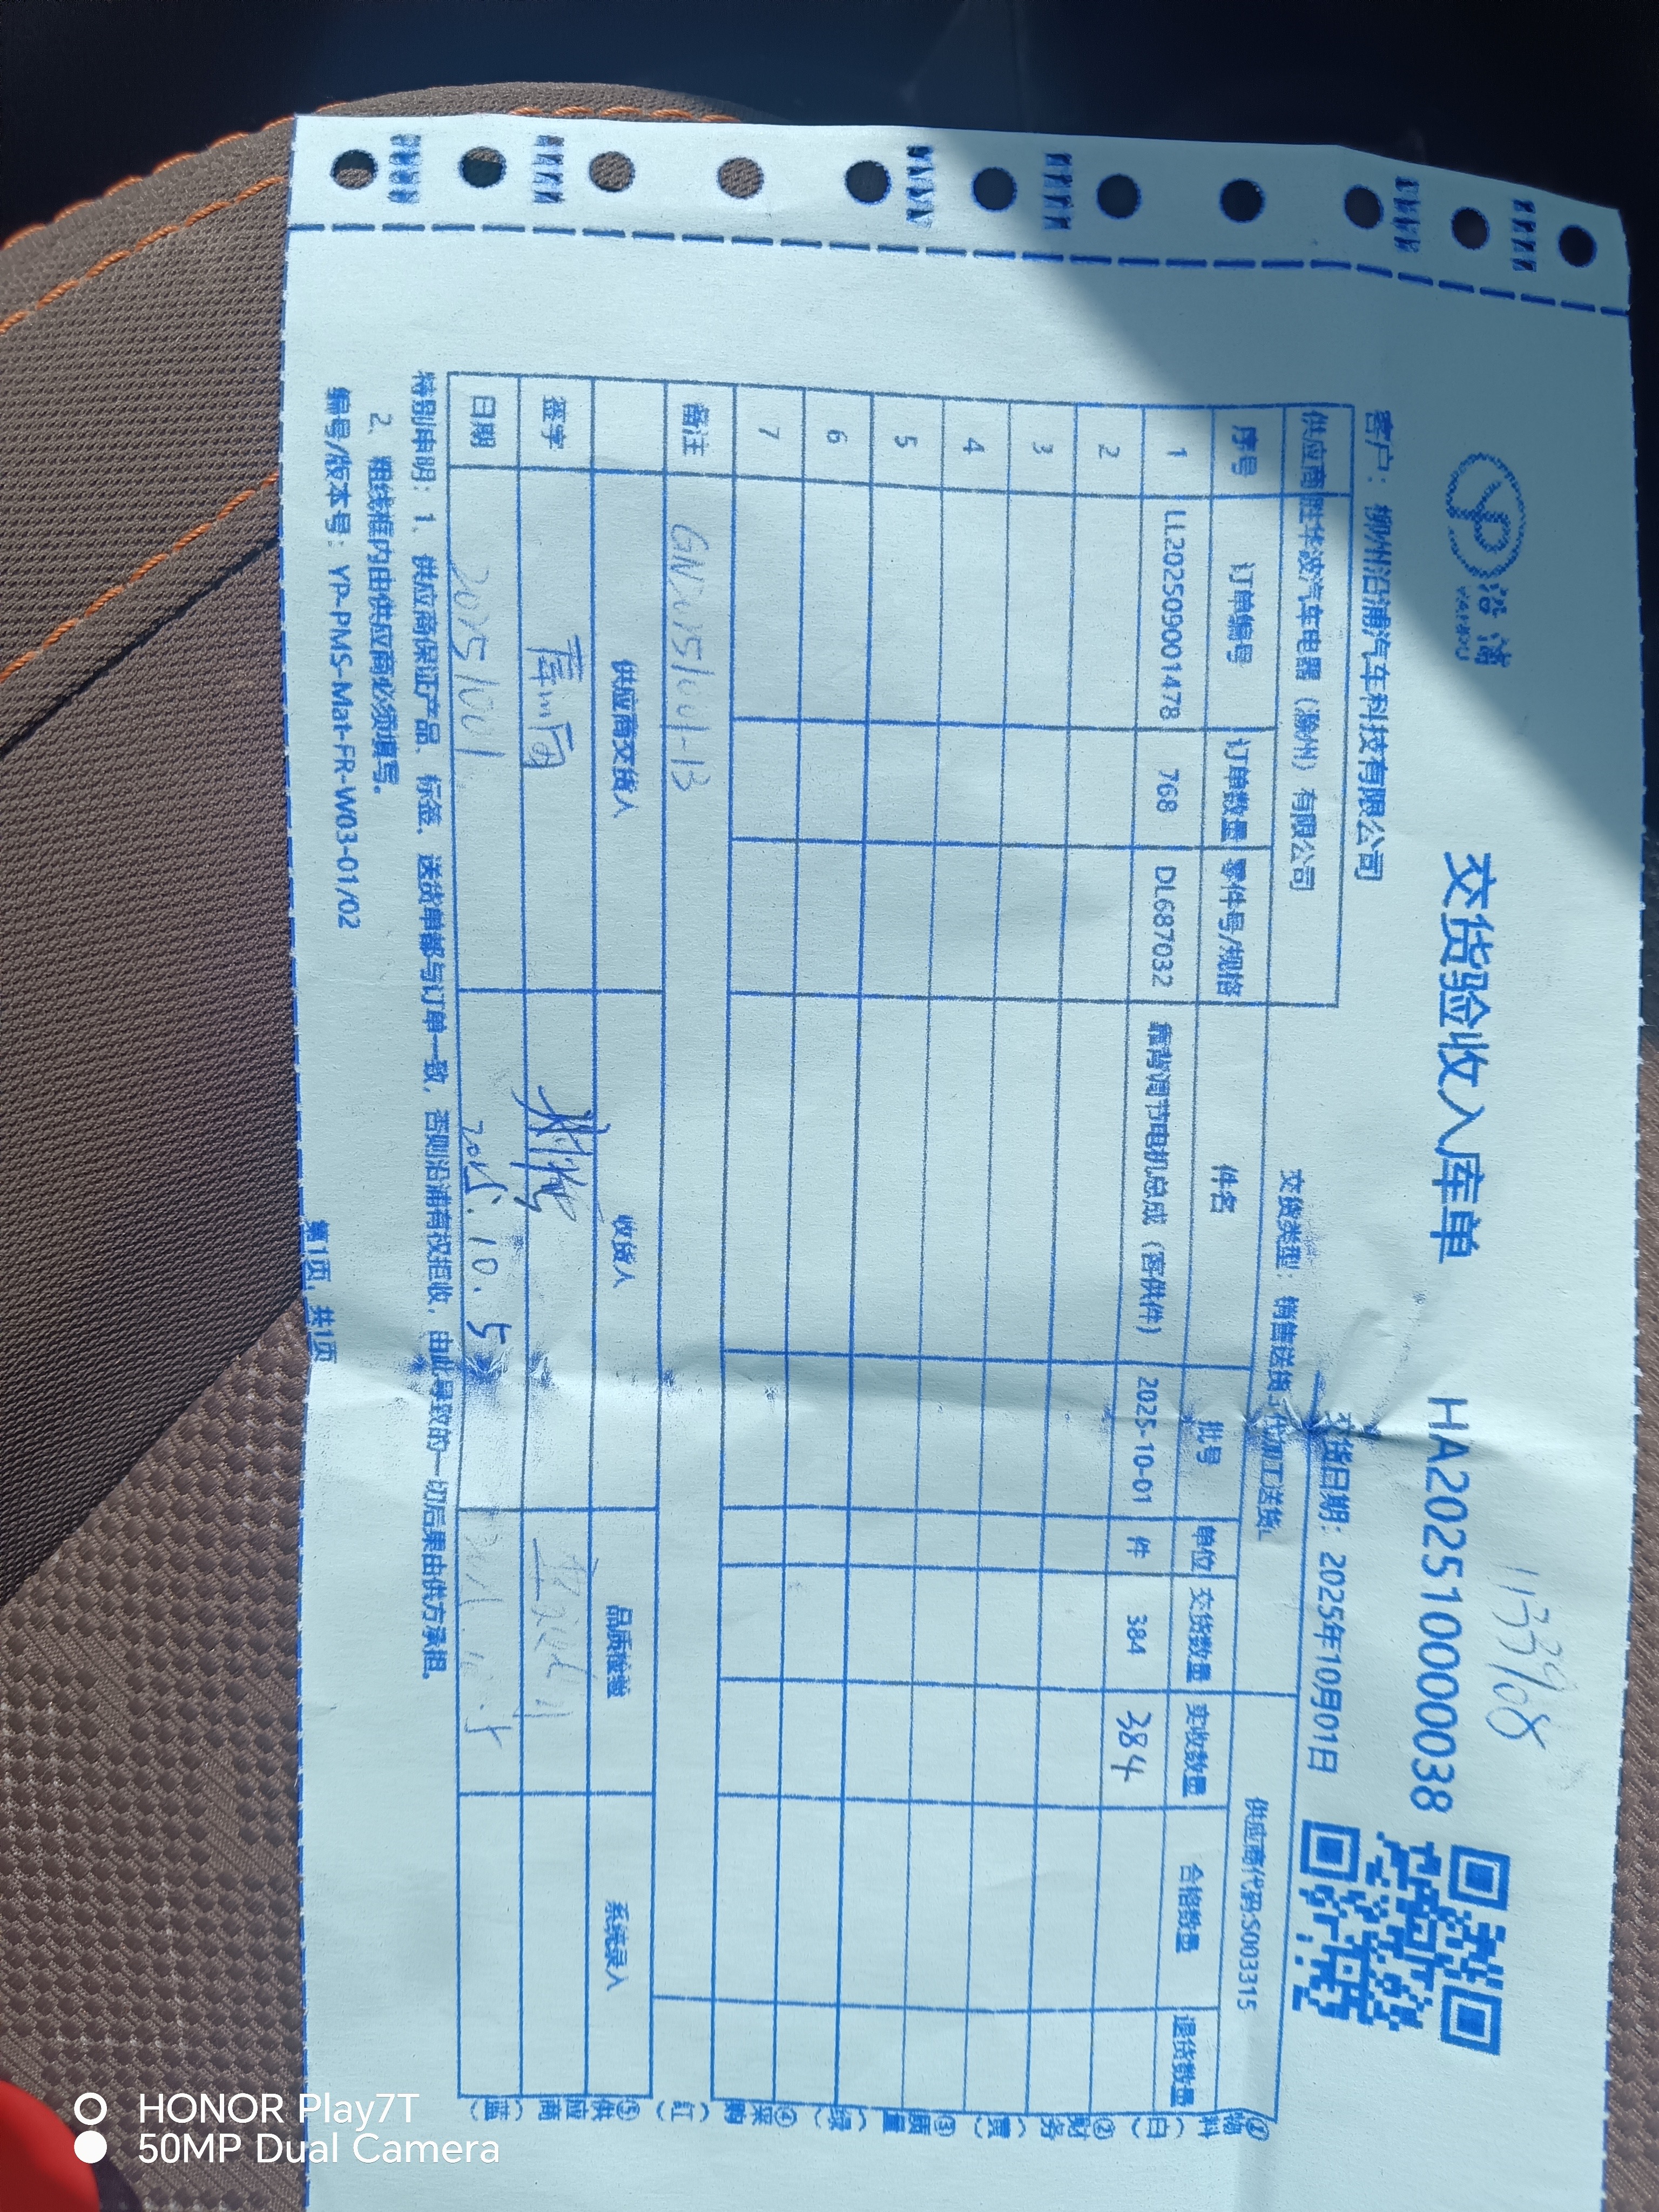 沿浦
交货验收入库单
HA20251000000038
客户：柳州沿浦汽车科技有限公司
交货日期：2025年10月01日
供应商 胜华波汽车电器（滁州）有限公司
交货类型：销售送货
代加工送货
供应商代码:S003315
序号 订单编号 订单数量 零件号/规格 件名 批号 单位 交货数量 实收数量 合格数量 退货数量
1 LL202509001478 768 DL687032 靠背调节电机总成（客供件） 2025-10-01 件 384 384
2
3
4
5
6
7
备注 GN20251001-13
供应商交货人 收货人 品质检验 系统录入
签字
日期 20251001 2025.10.5
特别申明：1、供应商保证产品、标签、送货单都与订单一致，否则沿浦有权拒收，由此导致的一切后果由供方承担。
2、粗线框内由供应商必须填写。
编号/版本号：YP-PMS-Mat-FR-W03-01/02
第1页，共1页
①物料（白）②财务（黄）③质量（绿）④采购（红）⑤供应商（蓝）
HONOR Play7T
50MP Dual Camera